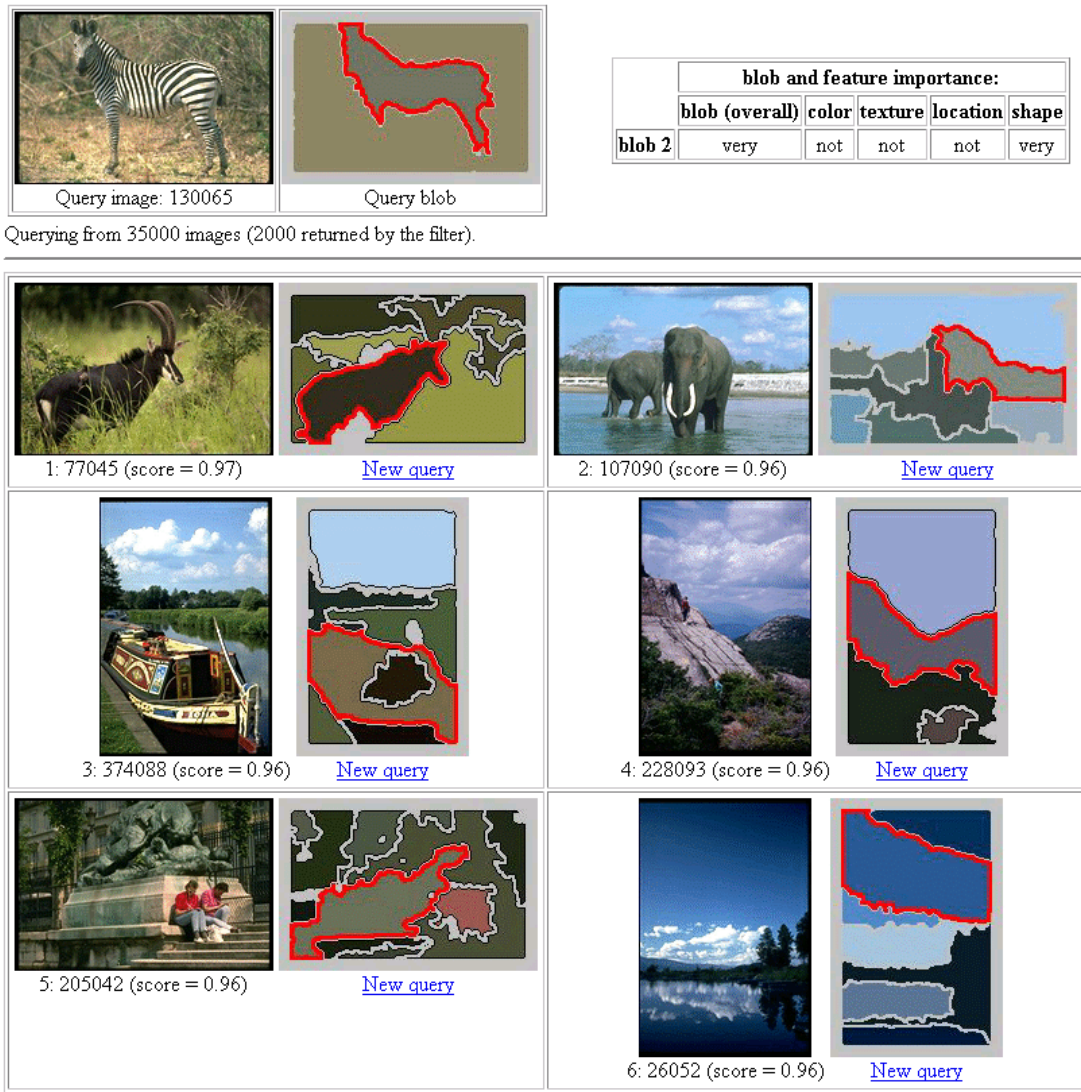 Query image: 130065
Query blob
blob and feature importance:
blob (overall) color texture location shape
blob 2 very not not not very
Querying from 35000 images (2000 returned by the filter).
1: 77045 (score = 0.97) New query
2: 107090 (score = 0.96) New query
3: 374088 (score = 0.96) New query
4: 228093 (score = 0.96) New query
5: 205042 (score = 0.96) New query
6: 26052 (score = 0.96) New query